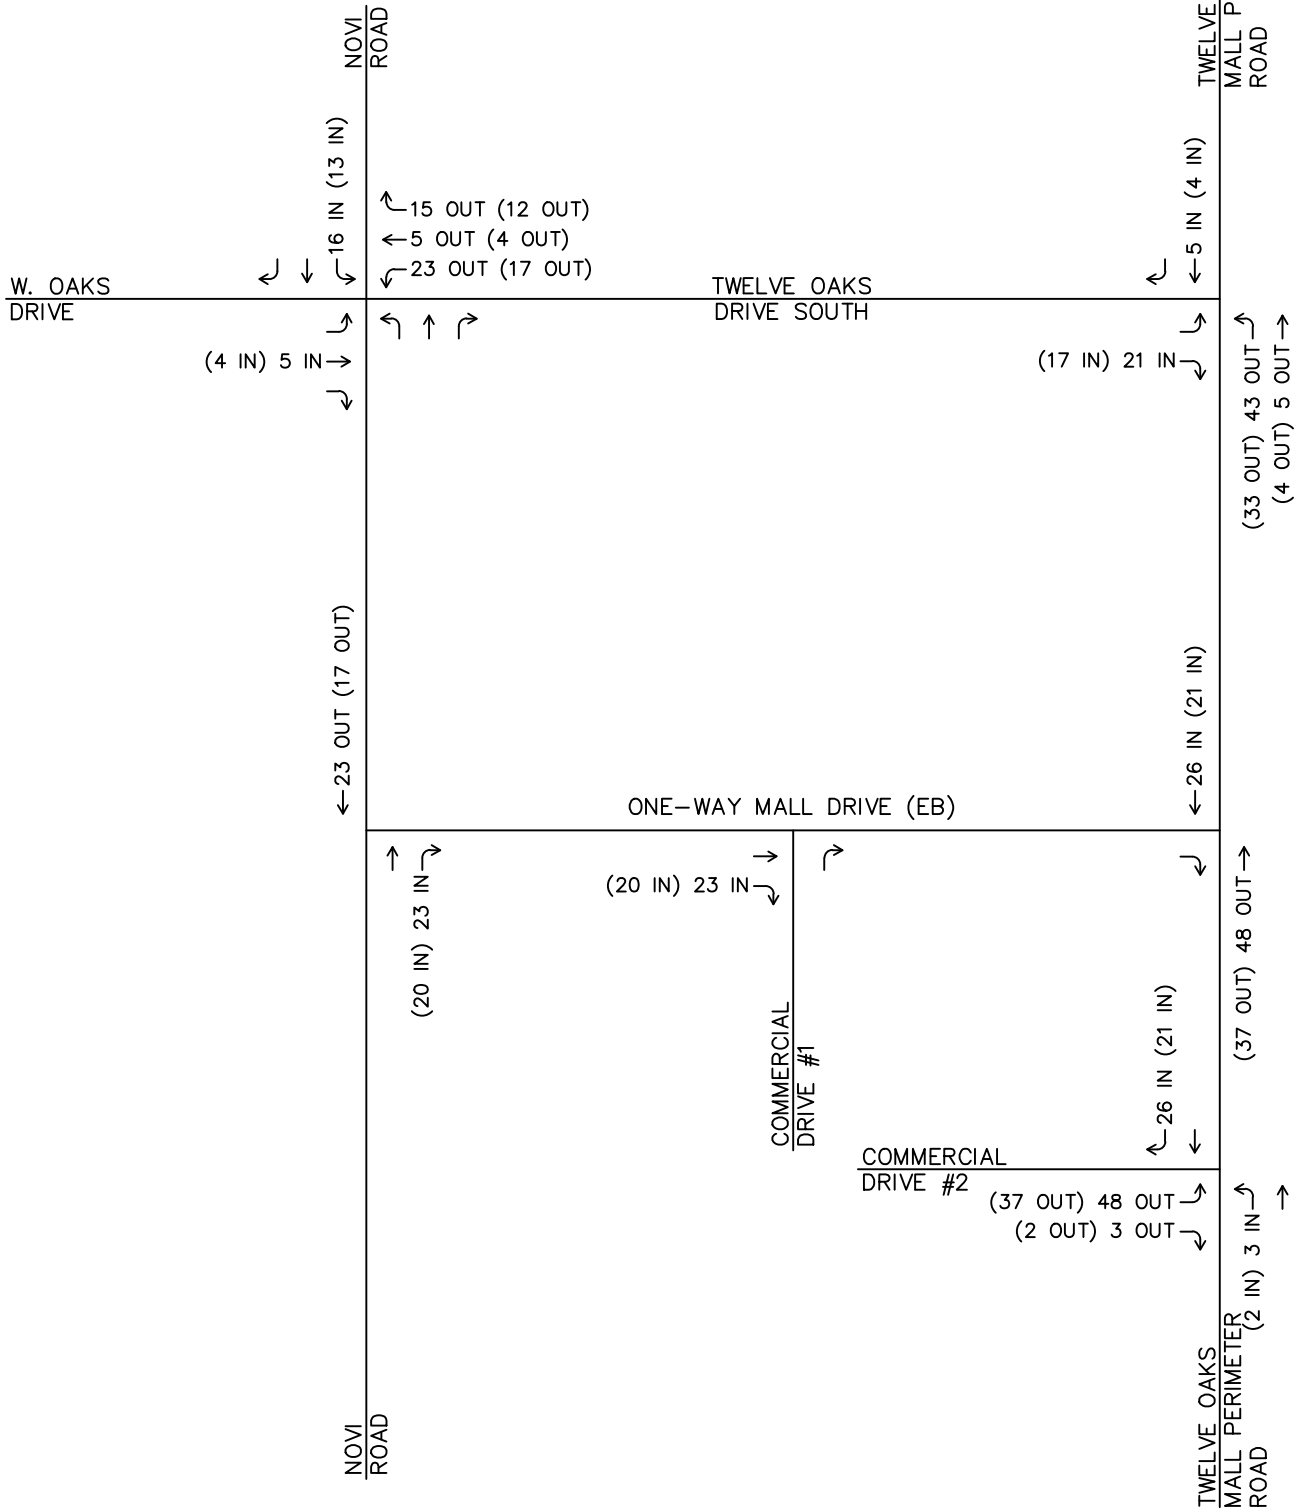 NOVI
ROAD
TWELVE
MALL P
ROAD
16 IN (13 IN)
15 OUT (12 OUT)
5 OUT (4 OUT)
23 OUT (17 OUT)
5 IN (4 IN)
W. OAKS
DRIVE
TWELVE OAKS
DRIVE SOUTH
(4 IN) 5 IN
(17 IN) 21 IN
(33 OUT) 43 OUT
(4 OUT) 5 OUT
23 OUT (17 OUT)
26 IN (21 IN)
ONE-WAY MALL DRIVE (EB)
(20 IN) 23 IN
(20 IN) 23 IN
(37 OUT) 48 OUT
COMMERCIAL
DRIVE #1
26 IN (21 IN)
COMMERCIAL
DRIVE #2
(37 OUT) 48 OUT
(2 OUT) 3 OUT
(2 IN) 3 IN
NOVI
ROAD
TWELVE OAKS
MALL PERIMETER
ROAD